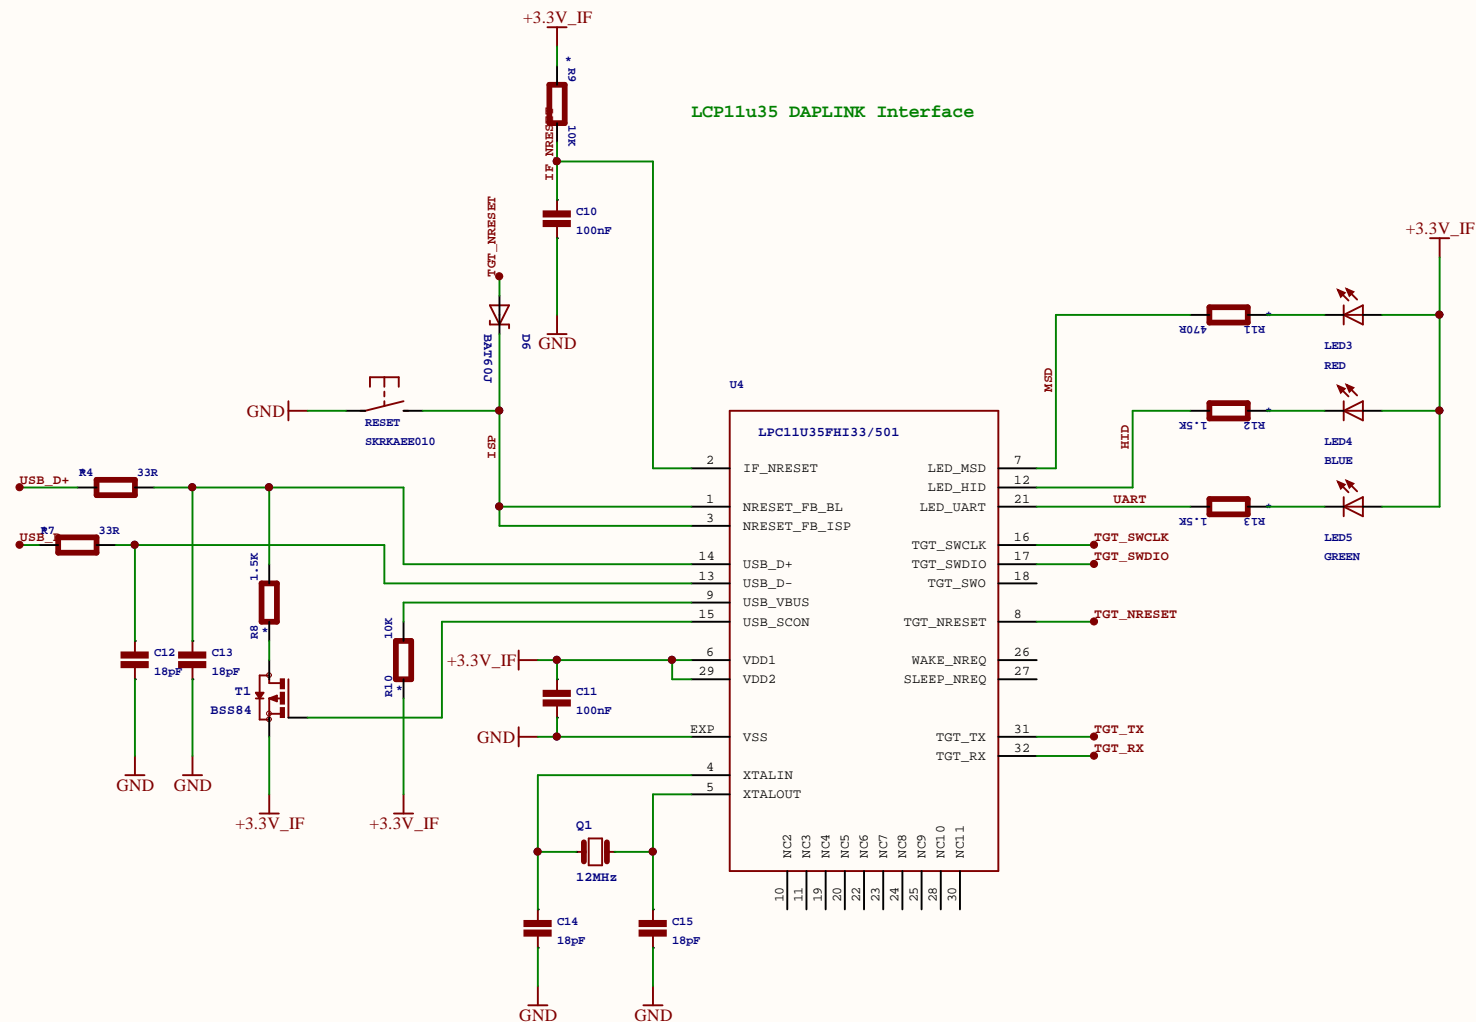 +3.3V_IF
* R9
10K
IF_NRESET
LCP11u35 DAPLINK Interface
C10
100nF
TGT_NRESET
D6
BAT60J
GND
+3.3V_IF
R11
470R
LED3
RED
MSD
GND
RESET
SKRKAEE010
ISP
U4
LPC11U35FHI33/501
R12
1.5K
LED4
BLUE
HID
R13
1.5K
LED5
GREEN
UART
USB_D+
R4
33R
R7
33R
2 IF_NRESET
1 NRESET_FB_BL
3 NRESET_FB_ISP
14 USB_D+
13 USB_D-
9 USB_VBUS
15 USB_SCON
6 VDD1
29 VDD2
EXP VSS
4 XTALIN
5 XTALOUT
LED_MSD 7
LED_HID 12
LED_UART 21
TGT_SWCLK 16
TGT_SWDIO 17
TGT_SWO 18
TGT_NRESET 8
WAKE_NREQ 26
SLEEP_NREQ 27
TGT_TX 31
TGT_RX 32
TGT_SWCLK
TGT_SWDIO
TGT_NRESET
TGT_TX
TGT_RX
1.5K
R8 *
10K
R10 *
C12
18pF
C13
18pF
T1
BSS84
+3.3V_IF
C11
100nF
GND
GND
GND
+3.3V_IF
+3.3V_IF
Q1
12MHz
NC2 NC3 NC4 NC5 NC6 NC7 NC8 NC9 NC10 NC11
10 11 19 20 22 23 24 25 28 30
C14
18pF
C15
18pF
GND
GND